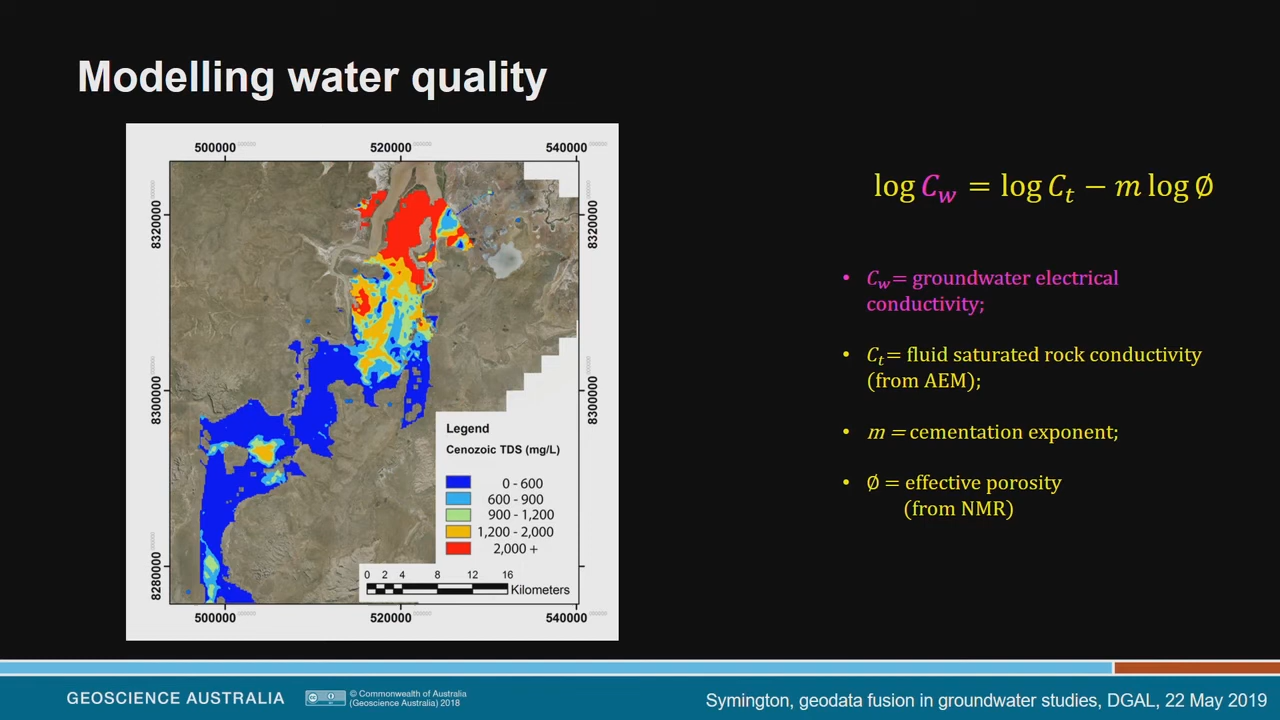 Modelling water quality
500000 520000 540000
8320000
8300000
8280000
8320000
8300000
8280000
500000 520000 540000
Legend
Cenozoic TDS (mg/L)
0 - 600
600 - 900
900 - 1,200
1,200 - 2,000
2,000 +
0 2 4 8 12 16
Kilometers
log C_w = log C_t − m log ∅
• C_w= groundwater electrical
conductivity;
• C_t= fluid saturated rock conductivity
(from AEM);
• m = cementation exponent;
• ∅ = effective porosity
(from NMR)
GEOSCIENCE AUSTRALIA
© Commonwealth of Australia
(Geoscience Australia) 2018
Symington, geodata fusion in groundwater studies, DGAL, 22 May 2019